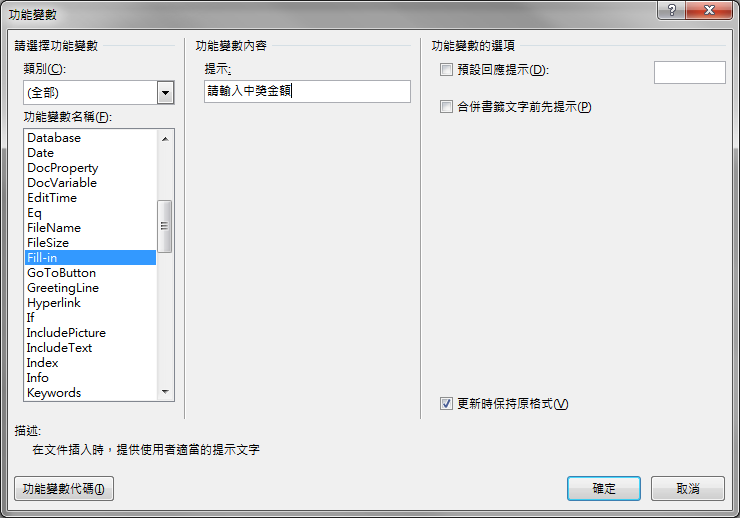 功能變數
請選擇功能變數
類別(C):
(全部)
功能變數名稱(F):
Database
Date
DocProperty
DocVariable
EditTime
Eq
FileName
FileSize
Fill-in
GoToButton
GreetingLine
Hyperlink
If
IncludePicture
IncludeText
Index
Info
Keywords
功能變數內容
提示:
請輸入中獎金額
功能變數的選項
預設回應提示(D):
合併書籤文字前先提示(P)
更新時保持原格式(V)
描述:
在文件插入時，提供使用者適當的提示文字
功能變數代碼(I)
確定
取消